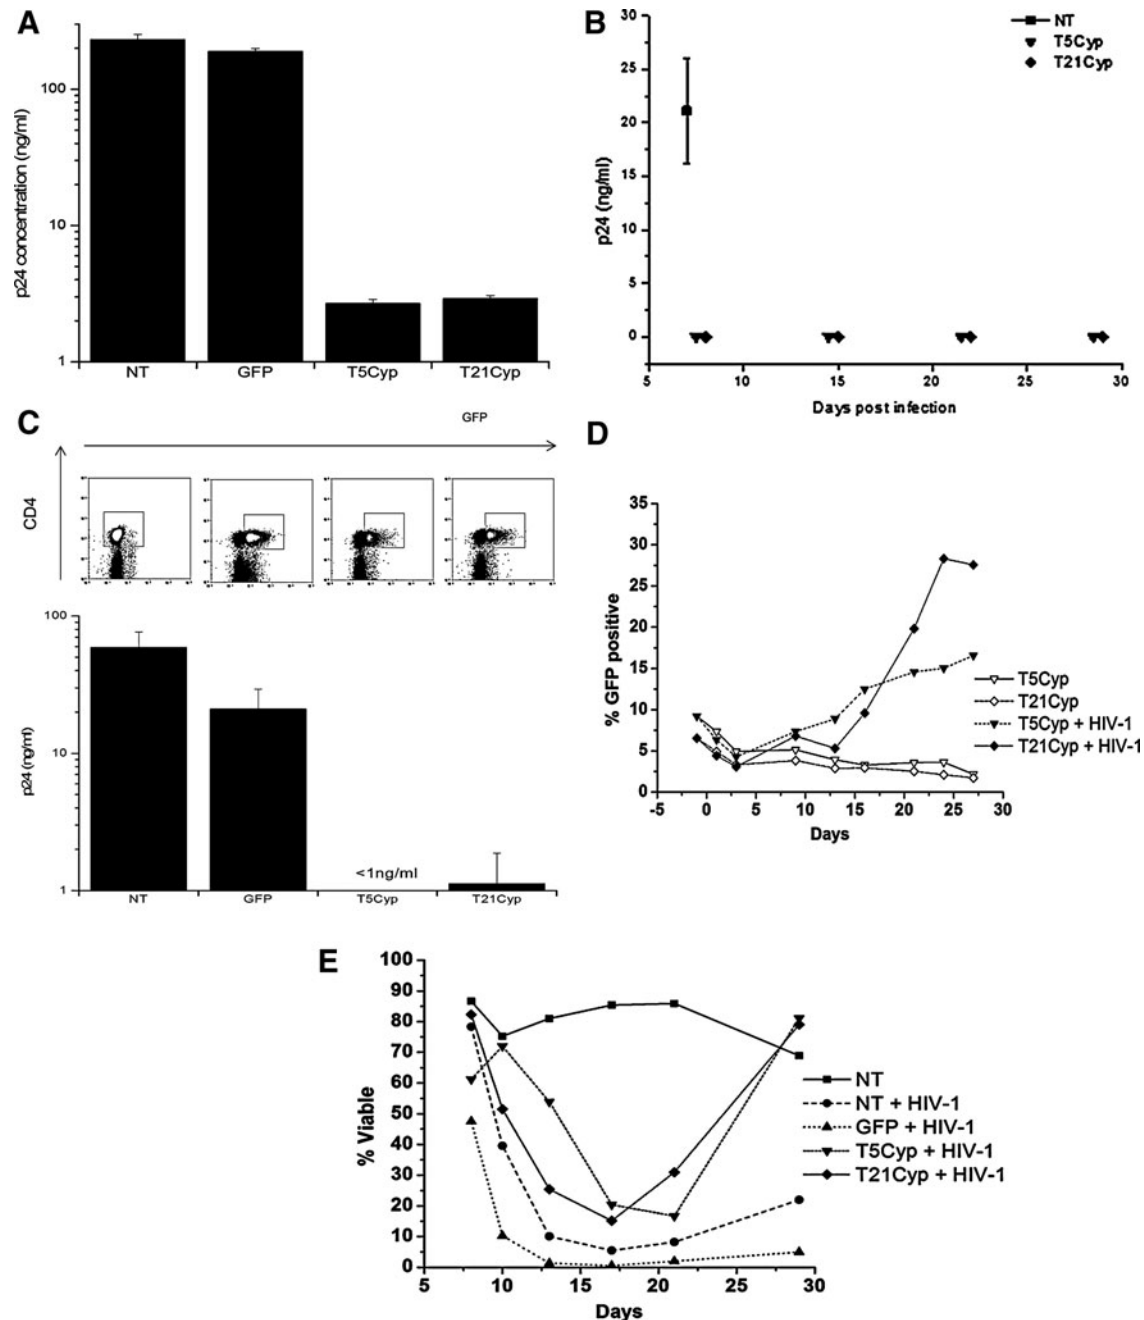 A
p24 concentration (ng/ml)
100
10
1
NT GFP T5Cyp T21Cyp
B
p24 (ng/ml)
30
25
20
15
10
5
0
5 10 15 20 25 30
Days post infection
NT
T5Cyp
T21Cyp
C
GFP
CD4
p24 (ng/ml)
100
10
1
<1ng/ml
NT GFP T5Cyp T21Cyp
D
% GFP positive
35
30
25
20
15
10
5
0
-5 0 5 10 15 20 25 30
Days
T5Cyp
T21Cyp
T5Cyp + HIV-1
T21Cyp + HIV-1
E
% Viable
100
90
80
70
60
50
40
30
20
10
0
5 10 15 20 25 30
Days
NT
NT + HIV-1
GFP + HIV-1
T5Cyp + HIV-1
T21Cyp + HIV-1